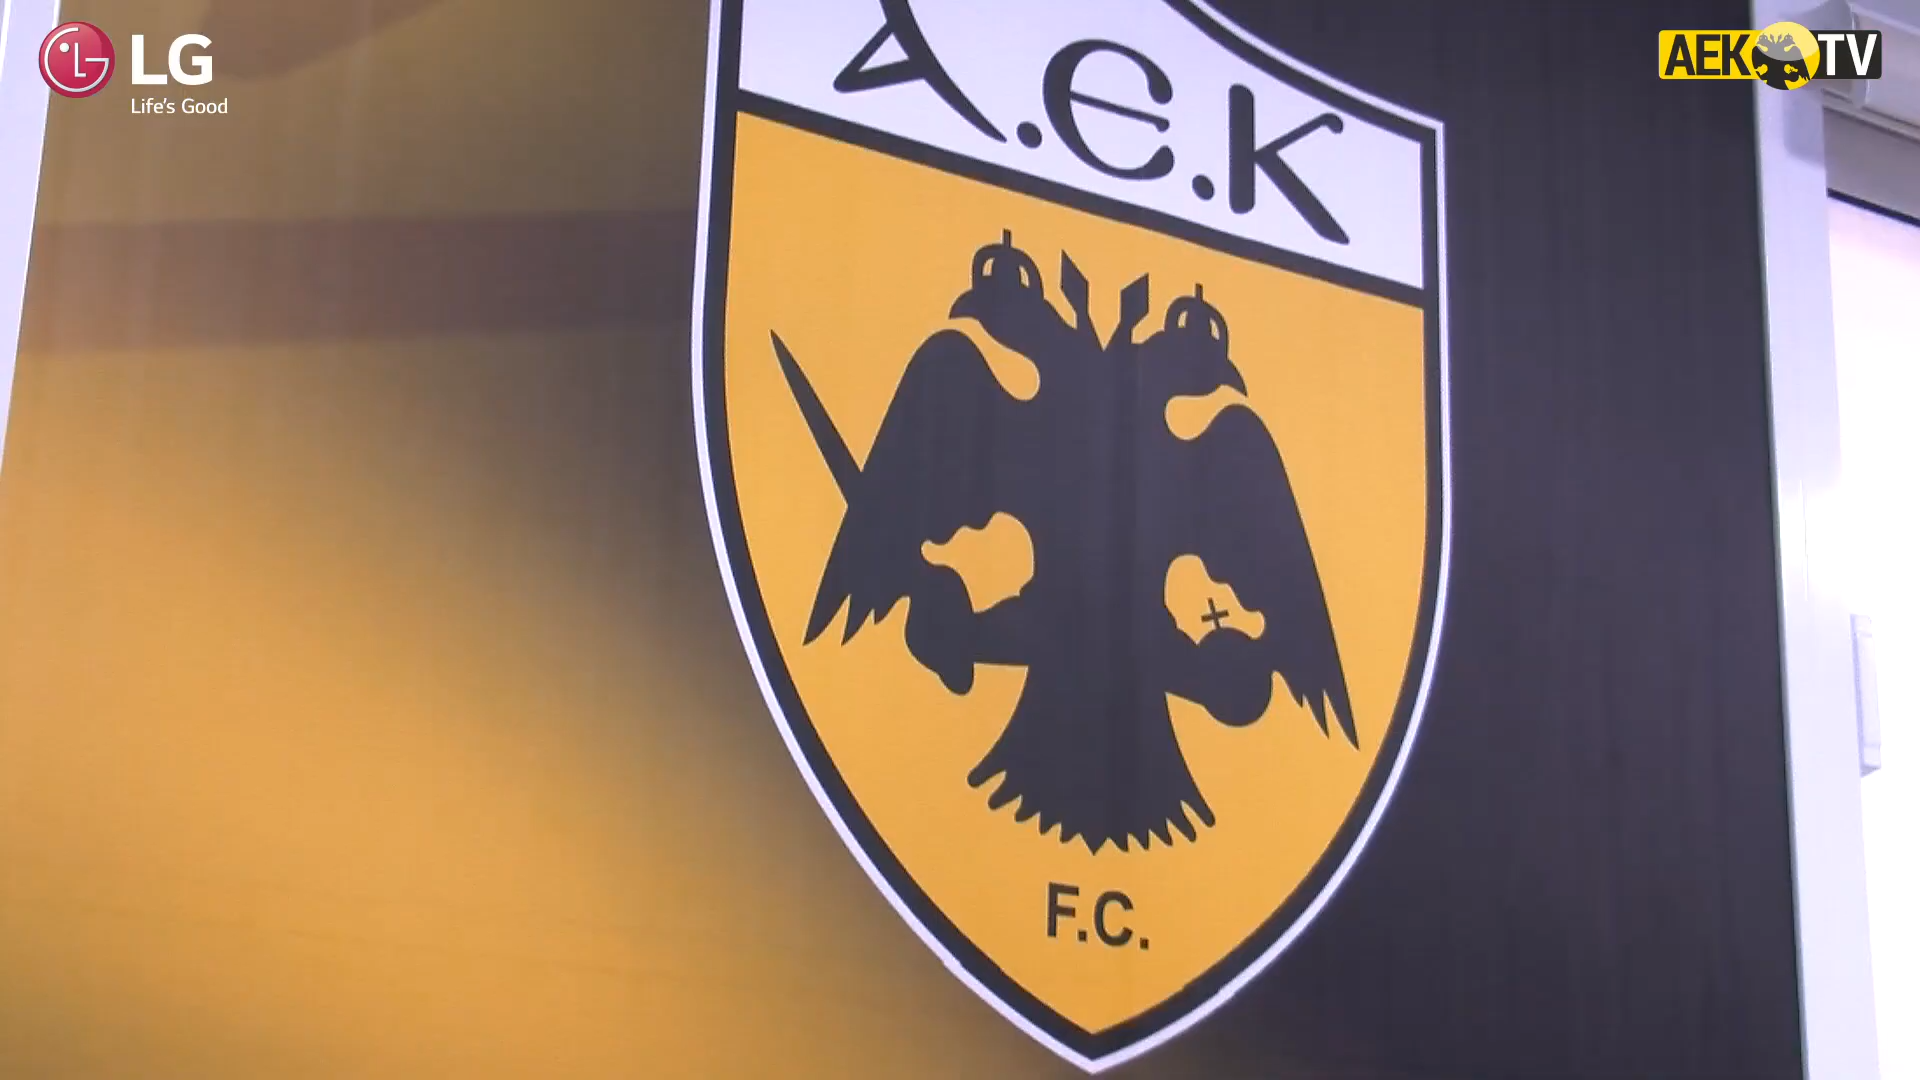 LG
Life's Good
AEK TV
A.Є.K
F.C.